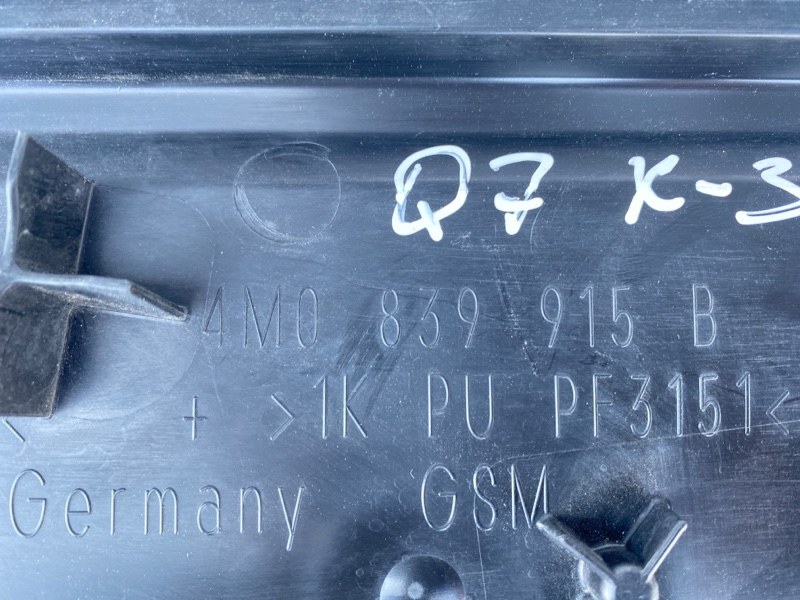 Q7 K-3
4M0 839 915 B
< + >1K PU PF3151<
Germany GSM